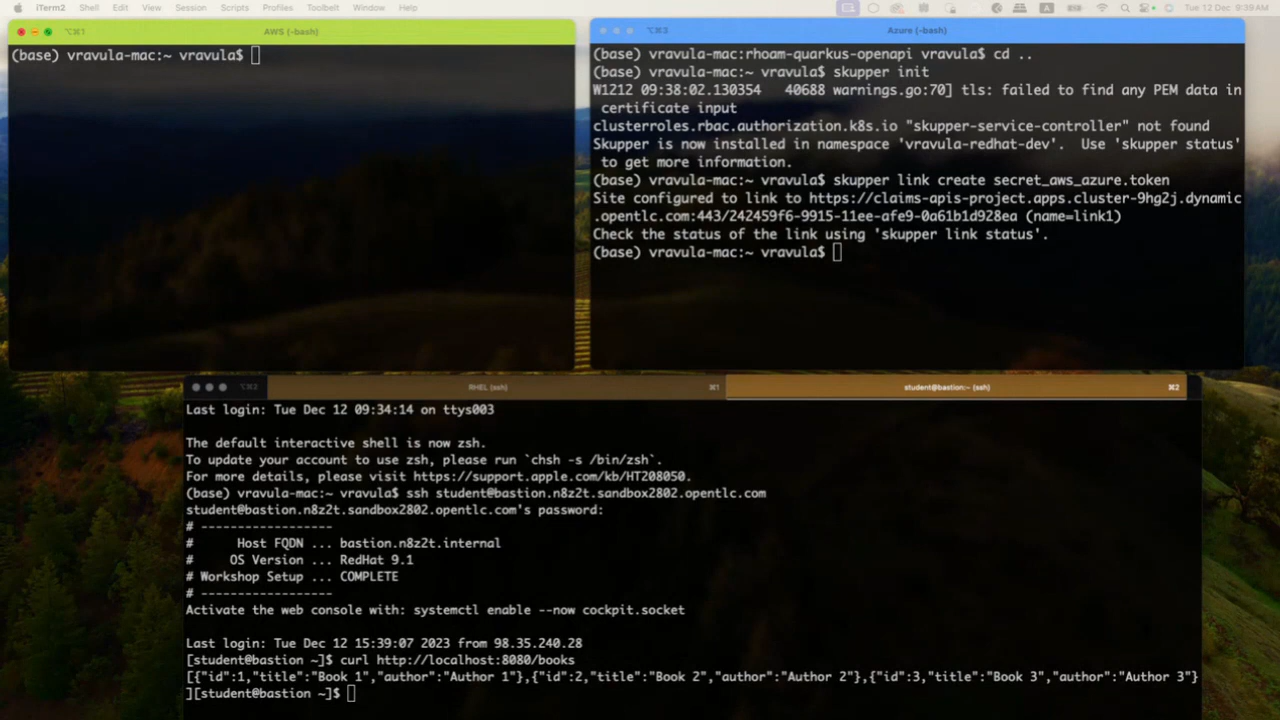 iTerm2 Shell Edit View Session Scripts Profiles Toolbelt Window Help
Tue 12 Dec 9:39AM
⌥⌘1 AWS (-bash)
(base) vravula-mac:~ vravula$
⌥⌘3 Azure (-bash)
(base) vravula-mac:rhoam-quarkus-openapi vravula$ cd ..
(base) vravula-mac:~ vravula$ skupper init
W1212 09:38:02.130354   40688 warnings.go:70] tls: failed to find any PEM data in
certificate input
clusterroles.rbac.authorization.k8s.io "skupper-service-controller" not found
Skupper is now installed in namespace 'vravula-redhat-dev'.  Use 'skupper status'
to get more information.
(base) vravula-mac:~ vravula$ skupper link create secret_aws_azure.token
Site configured to link to https://claims-apis-project.apps.cluster-9hg2j.dynamic
.opentlc.com:443/242459f6-9915-11ee-afe9-0a61b1d928ea (name=link1)
Check the status of the link using 'skupper link status'.
(base) vravula-mac:~ vravula$
⌥⌘2 RHEL (ssh) ⌘1 student@bastion:~ (ssh) ⌘2
Last login: Tue Dec 12 09:34:14 on ttys003
The default interactive shell is now zsh.
To update your account to use zsh, please run `chsh -s /bin/zsh`.
For more details, please visit https://support.apple.com/kb/HT208050.
(base) vravula-mac:~ vravula$ ssh student@bastion.n8z2t.sandbox2802.opentlc.com
student@bastion.n8z2t.sandbox2802.opentlc.com's password:
# ------------------
#      Host FQDN ... bastion.n8z2t.internal
#     OS Version ... RedHat 9.1
# Workshop Setup ... COMPLETE
# ------------------
Activate the web console with: systemctl enable --now cockpit.socket
Last login: Tue Dec 12 15:39:07 2023 from 98.35.240.28
[student@bastion ~]$ curl http://localhost:8080/books
[{"id":1,"title":"Book 1","author":"Author 1"},{"id":2,"title":"Book 2","author":"Author 2"},{"id":3,"title":"Book 3","author":"Author 3"}
][student@bastion ~]$